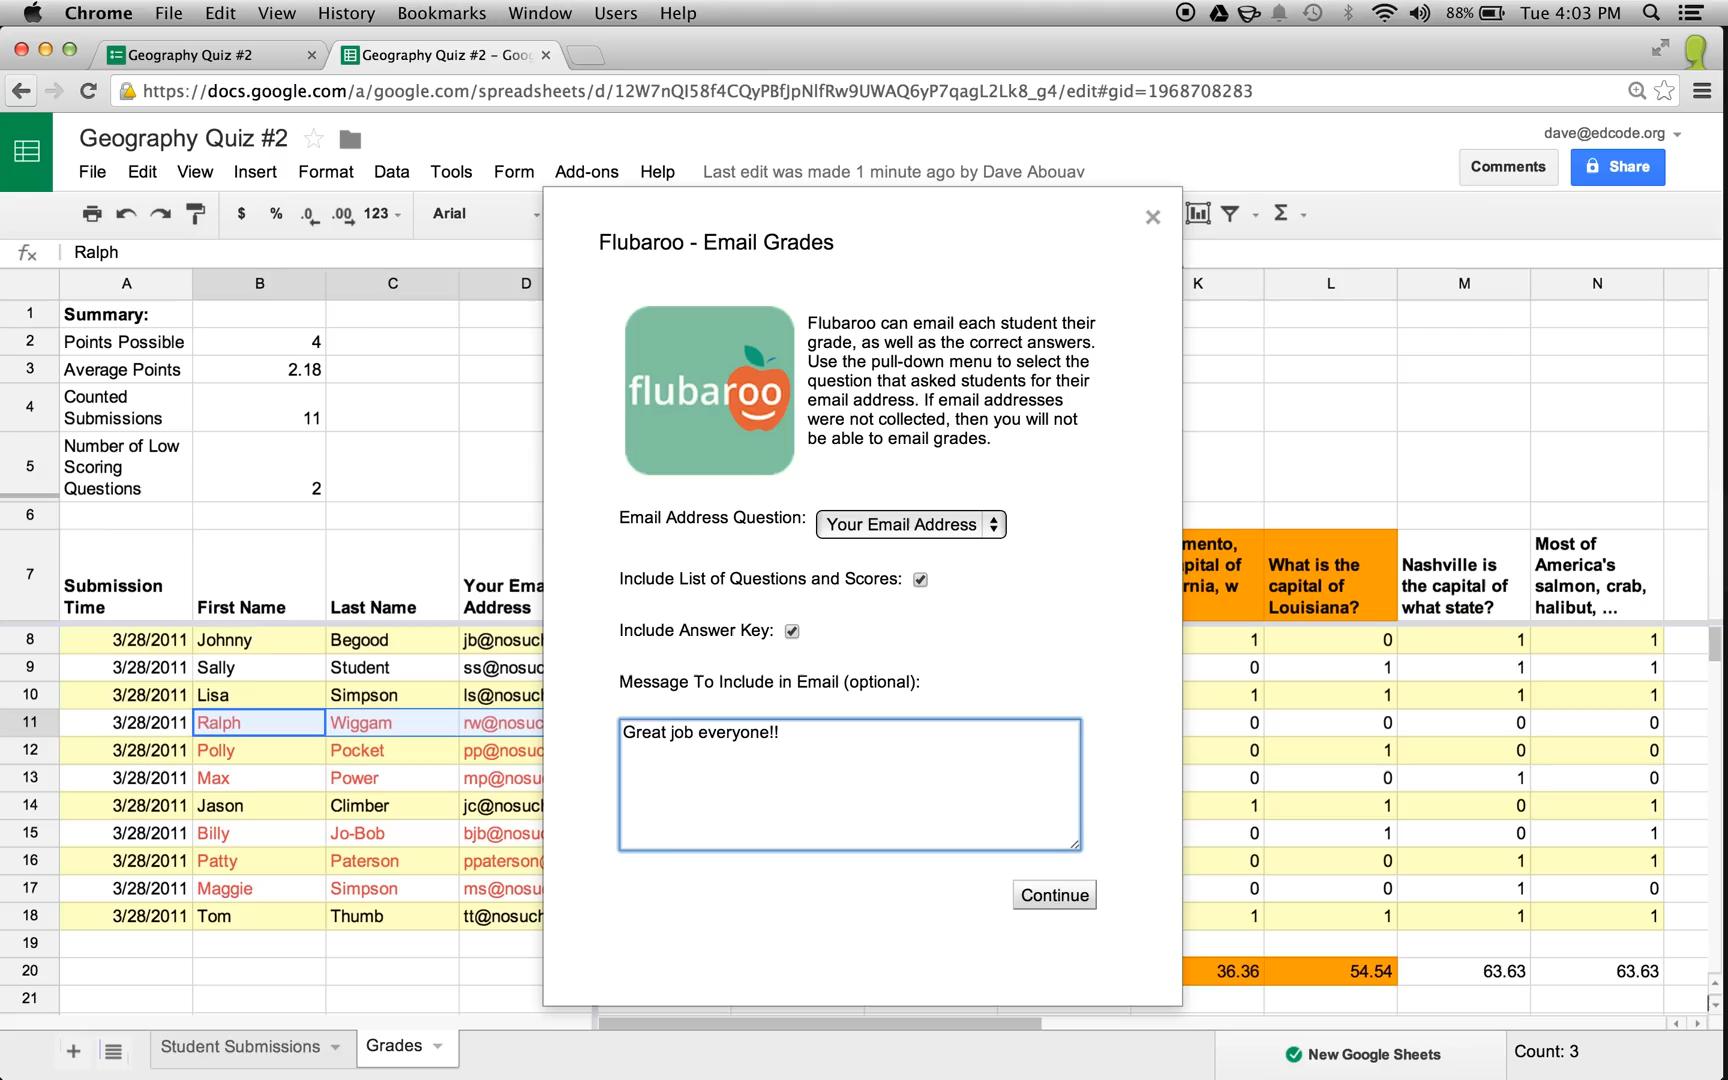 Chrome File Edit View History Bookmarks Window Users Help 88% Tue 4:03 PM
Geography Quiz #2 Geography Quiz #2 – Goo
https://docs.google.com/a/google.com/spreadsheets/d/12W7nQI58f4CQyPBfJpNlfRw9UWAQ6yP7qagL2Lk8_g4/edit#gid=1968708283
Geography Quiz #2 dave@edcode.org
File Edit View Insert Format Data Tools Form Add-ons Help Last edit was made 1 minute ago by Dave Abouav Comments Share
$ % .0 .00 123 Arial Σ
fx Ralph
A B C D K L M N
1 Summary:
2 Points Possible 4
3 Average Points 2.18
4 Counted
Submissions 11
5 Number of Low
Scoring
Questions 2
6
7 Submission
Time First Name Last Name Your Ema
Address
mento,
pital of
rnia, w
What is the
capital of
Louisiana?
Nashville is
the capital of
what state?
Most of
America's
salmon, crab,
halibut, ...
8 3/28/2011 Johnny Begood jb@nosuch 1 0 1 1
9 3/28/2011 Sally Student ss@nosuc 0 1 1 1
10 3/28/2011 Lisa Simpson ls@nosuc 1 1 1 1
11 3/28/2011 Ralph Wiggam rw@nosuc 0 0 0 0
12 3/28/2011 Polly Pocket pp@nosuc 0 1 0 0
13 3/28/2011 Max Power mp@nosu 0 0 1 0
14 3/28/2011 Jason Climber jc@nosuch 1 1 0 1
15 3/28/2011 Billy Jo-Bob bjb@nosuc 0 1 0 1
16 3/28/2011 Patty Paterson ppaterson@ 0 0 1 1
17 3/28/2011 Maggie Simpson ms@nosu 0 0 1 0
18 3/28/2011 Tom Thumb tt@nosuch 1 1 1 1
19
20 36.36 54.54 63.63 63.63
21
Flubaroo - Email Grades
flubaroo
Flubaroo can email each student their
grade, as well as the correct answers.
Use the pull-down menu to select the
question that asked students for their
email address. If email addresses
were not collected, then you will not
be able to email grades.
Email Address Question: Your Email Address
Include List of Questions and Scores:
Include Answer Key:
Message To Include in Email (optional):
Great job everyone!!
Continue
Student Submissions Grades New Google Sheets Count: 3